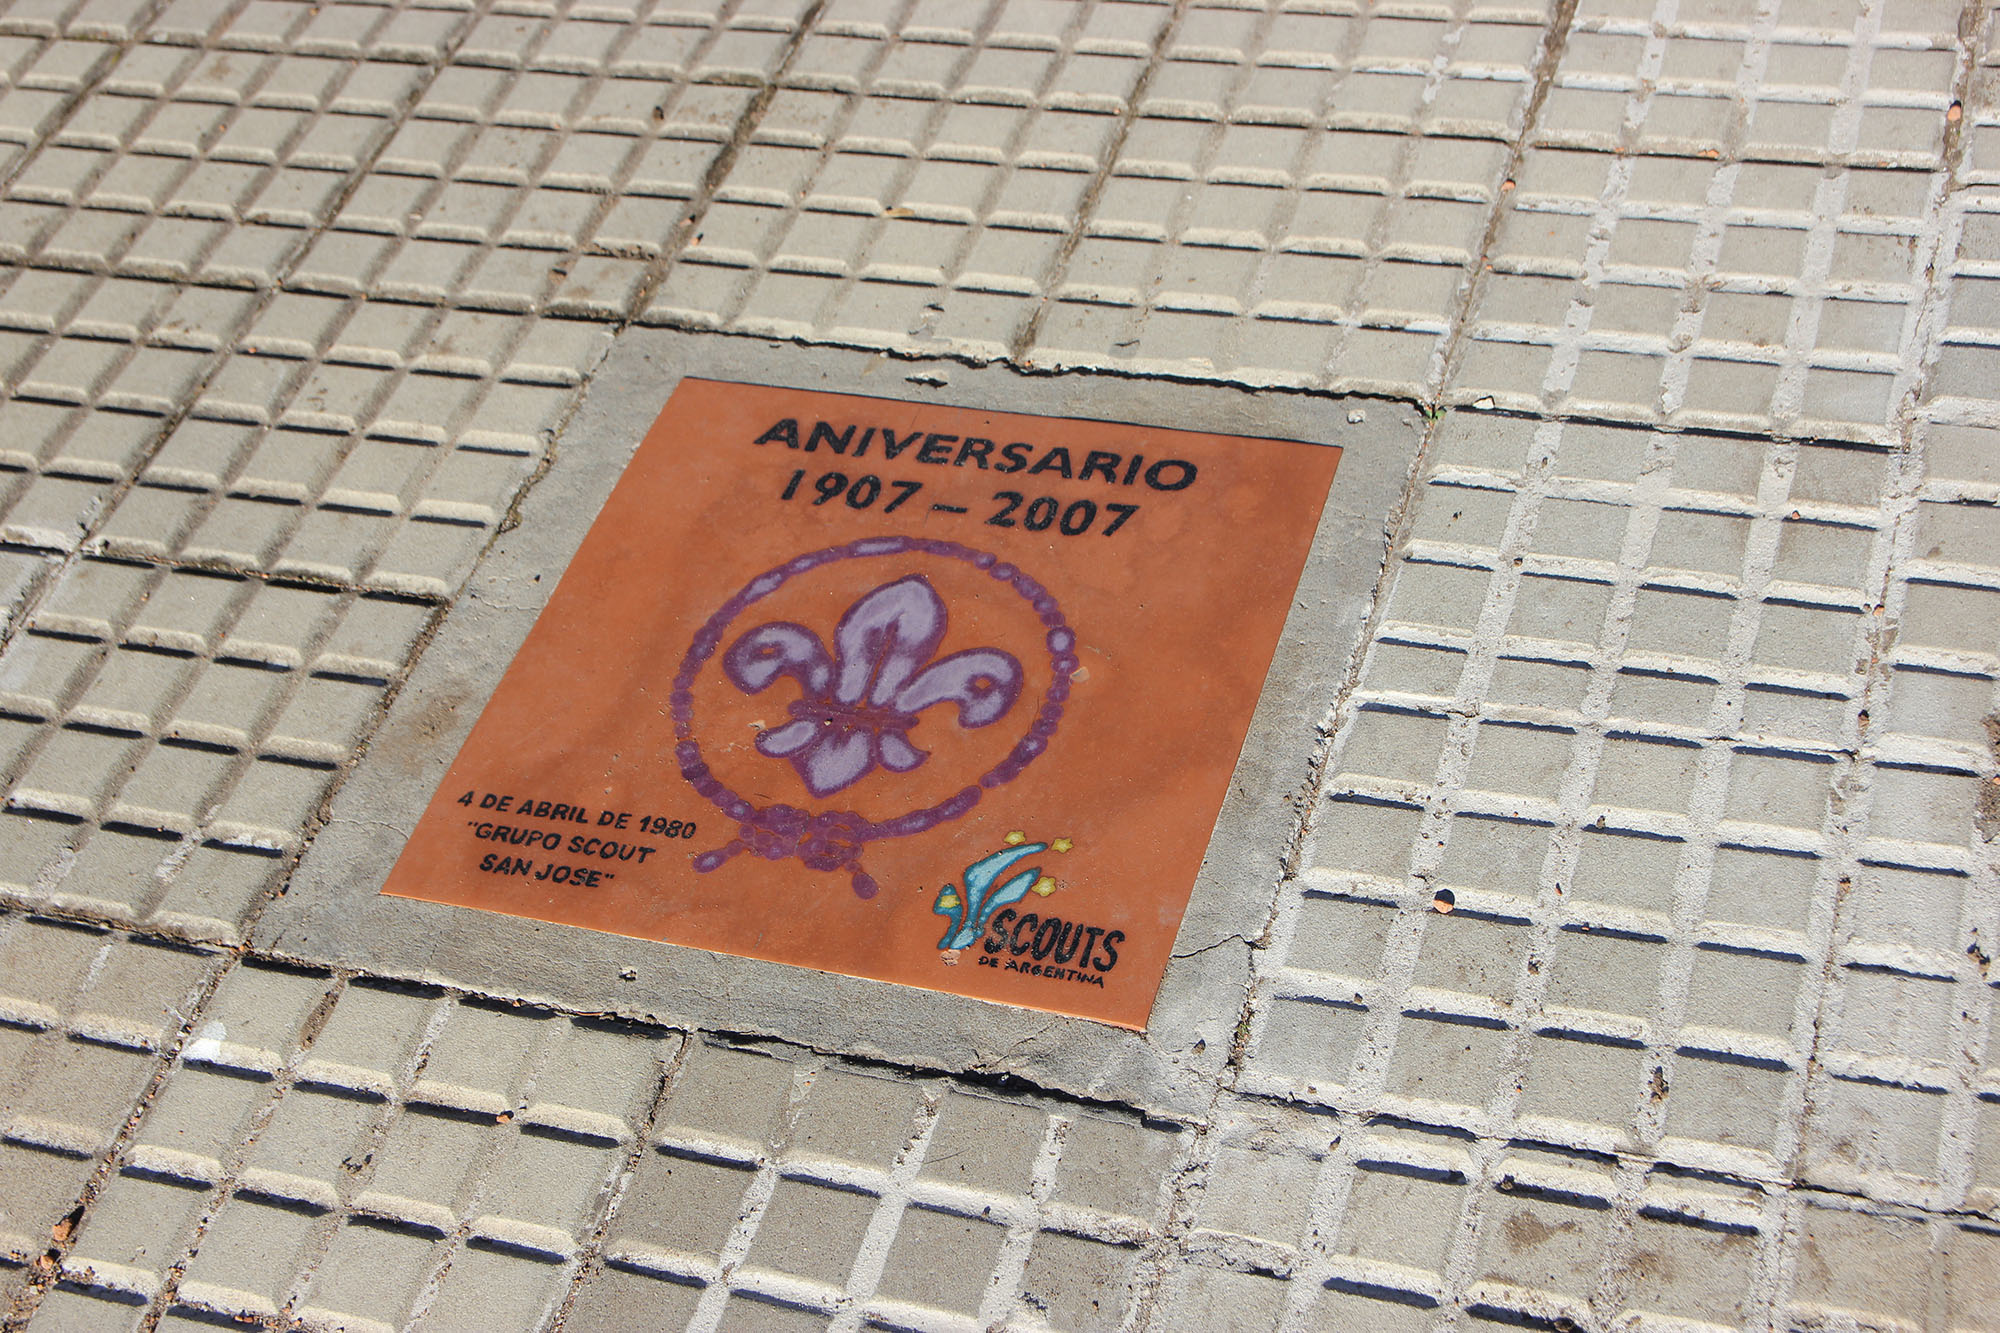 ANIVERSARIO
1907 - 2007
4 DE ABRIL DE 1980
"GRUPO SCOUT
SAN JOSE"
SCOUTS
DE ARGENTINA